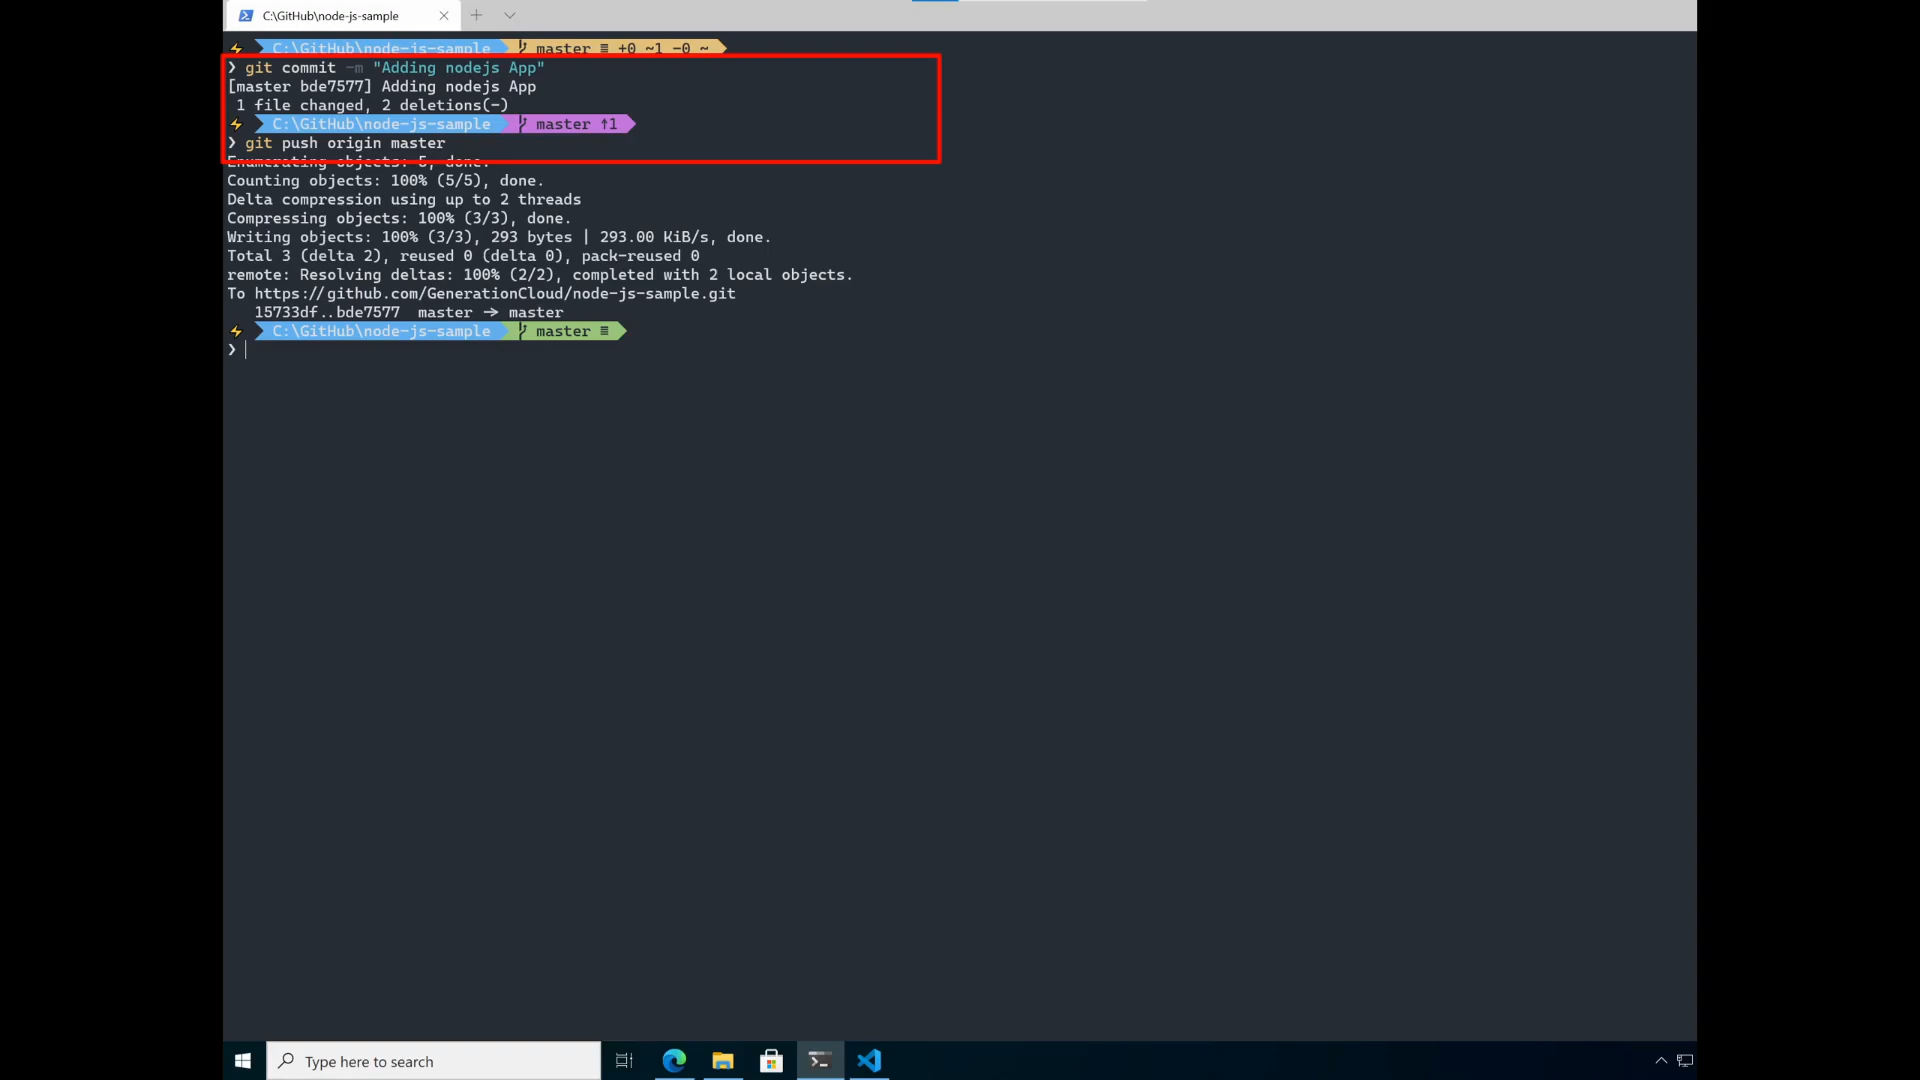 C:\GitHub\node-js-sample
C:\GitHub\node-js-sample master ≡ +0 ~1 -0 ~
❯ git commit -m "Adding nodejs App"
[master bde7577] Adding nodejs App
1 file changed, 2 deletions(-)
C:\GitHub\node-js-sample master ↑1
❯ git push origin master
Enumerating objects: 5, done.
Counting objects: 100% (5/5), done.
Delta compression using up to 2 threads
Compressing objects: 100% (3/3), done.
Writing objects: 100% (3/3), 293 bytes | 293.00 KiB/s, done.
Total 3 (delta 2), reused 0 (delta 0), pack-reused 0
remote: Resolving deltas: 100% (2/2), completed with 2 local objects.
To https://github.com/GenerationCloud/node-js-sample.git
15733df..bde7577 master -> master
C:\GitHub\node-js-sample master ≡
❯
Type here to search